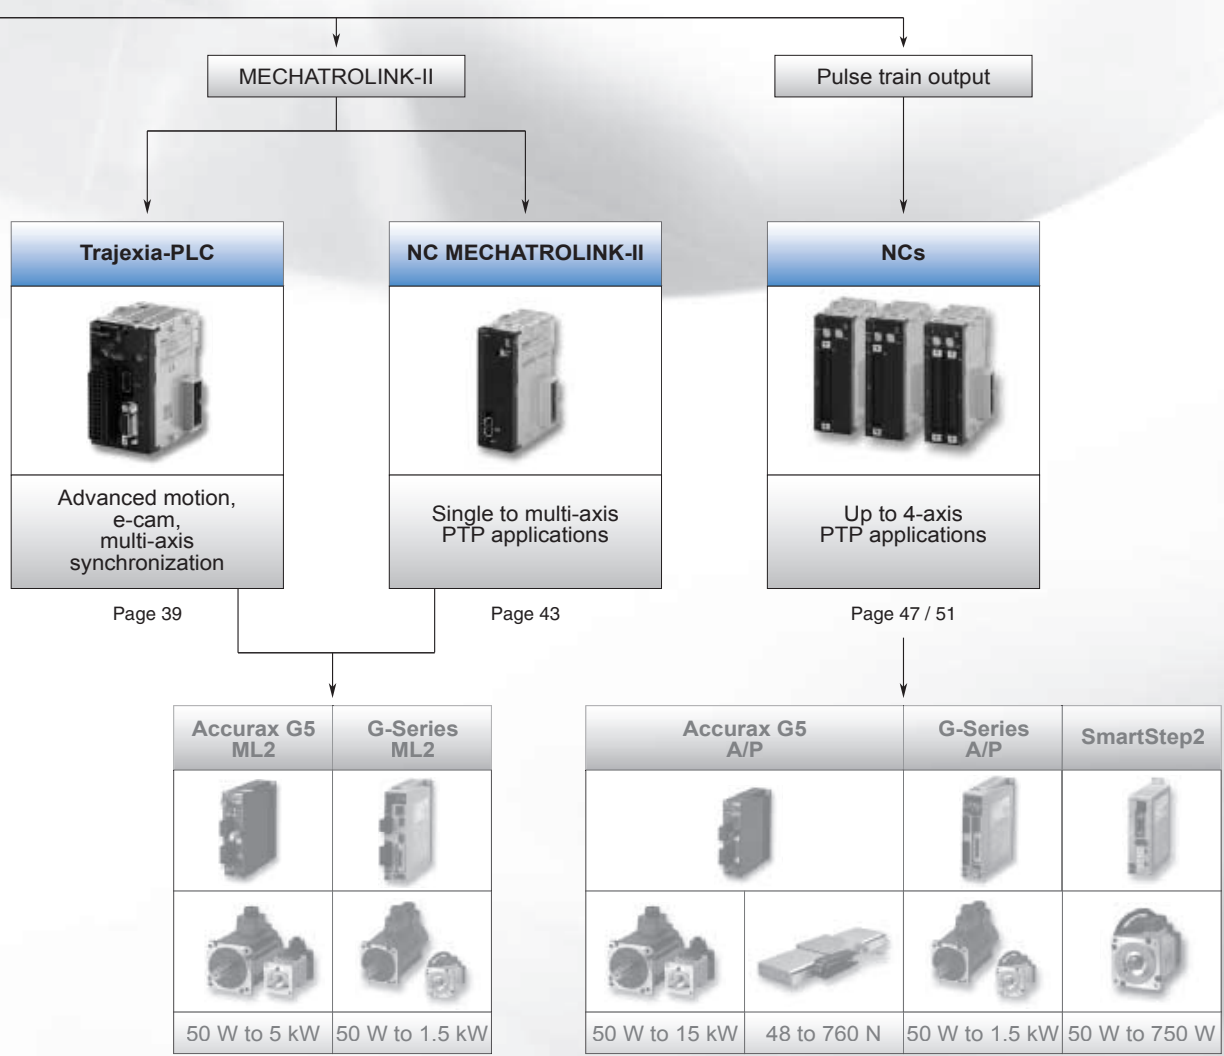 MECHATROLINK-II
Pulse train output
Trajexia-PLC
NC MECHATROLINK-II
NCs
Advanced motion,
e-cam,
multi-axis
synchronization
Single to multi-axis
PTP applications
Up to 4-axis
PTP applications
Page 39
Page 43
Page 47 / 51
Accurax G5
ML2
G-Series
ML2
Accurax G5
A/P
G-Series
A/P
SmartStep2
50 W to 5 kW
50 W to 1.5 kW
50 W to 15 kW
48 to 760 N
50 W to 1.5 kW
50 W to 750 W